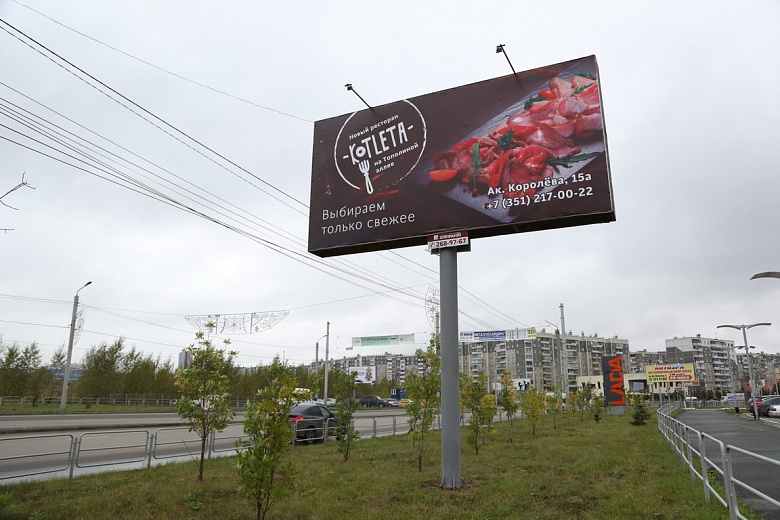 Новый ресторан
KOTLETA
на Тополиной
аллее
Выбираем
только свежее
Ак. Королёва, 15а
+7 (351) 217-00-22
268-97-67
LADA